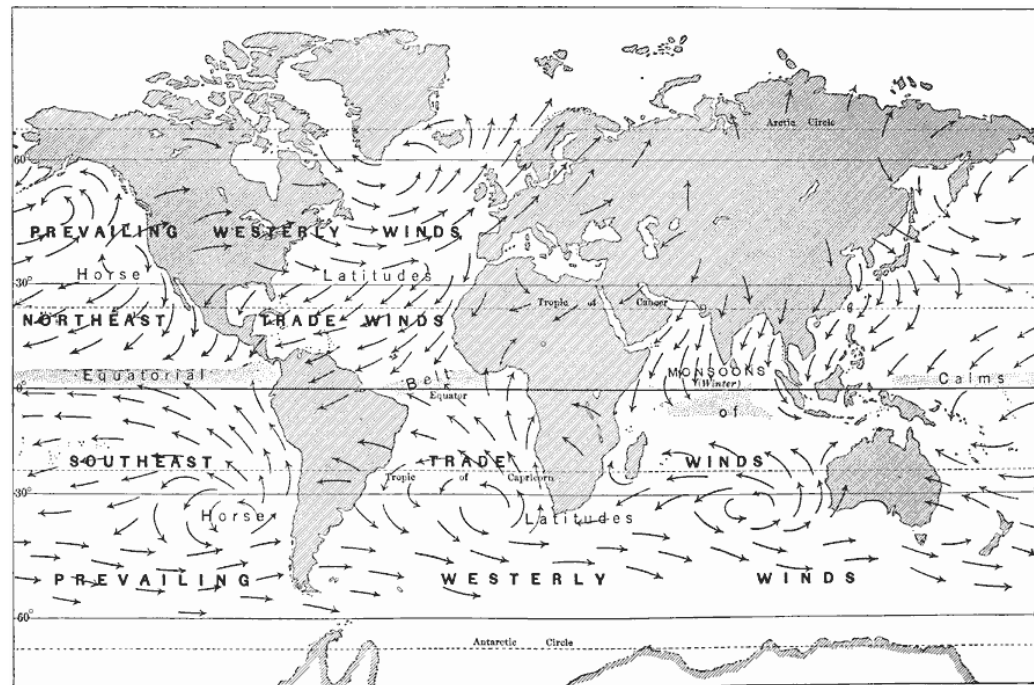 Arctic Circle
60°
PREVAILING WESTERLY WINDS
Horse Latitudes
30°
Tropic of Cancer
NORTHEAST TRADE WINDS
MONSOONS
(Winter)
Equatorial Belt of Calms
0°
Equator
SOUTHEAST TRADE WINDS
Tropic of Capricorn
30°
Horse Latitudes
PREVAILING WESTERLY WINDS
60°
Antarctic Circle